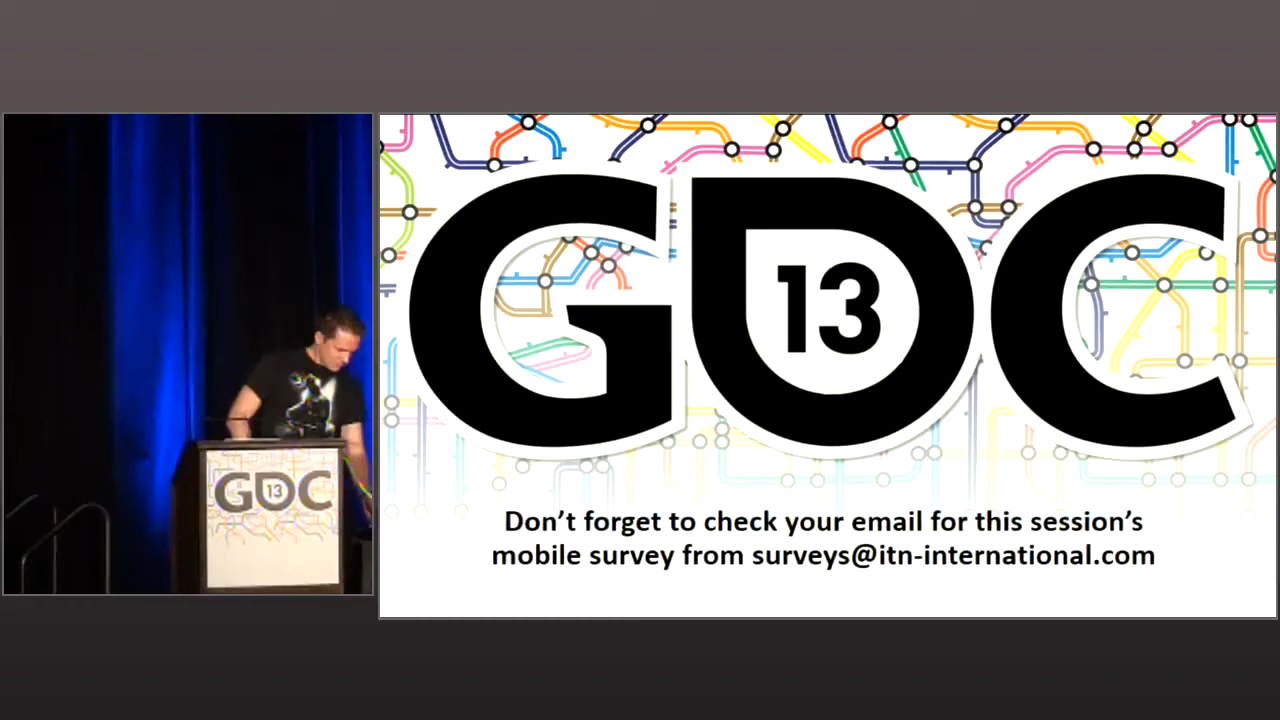 GDC
13
GDC
13
Don't forget to check your email for this session's
mobile survey from surveys@itn-international.com